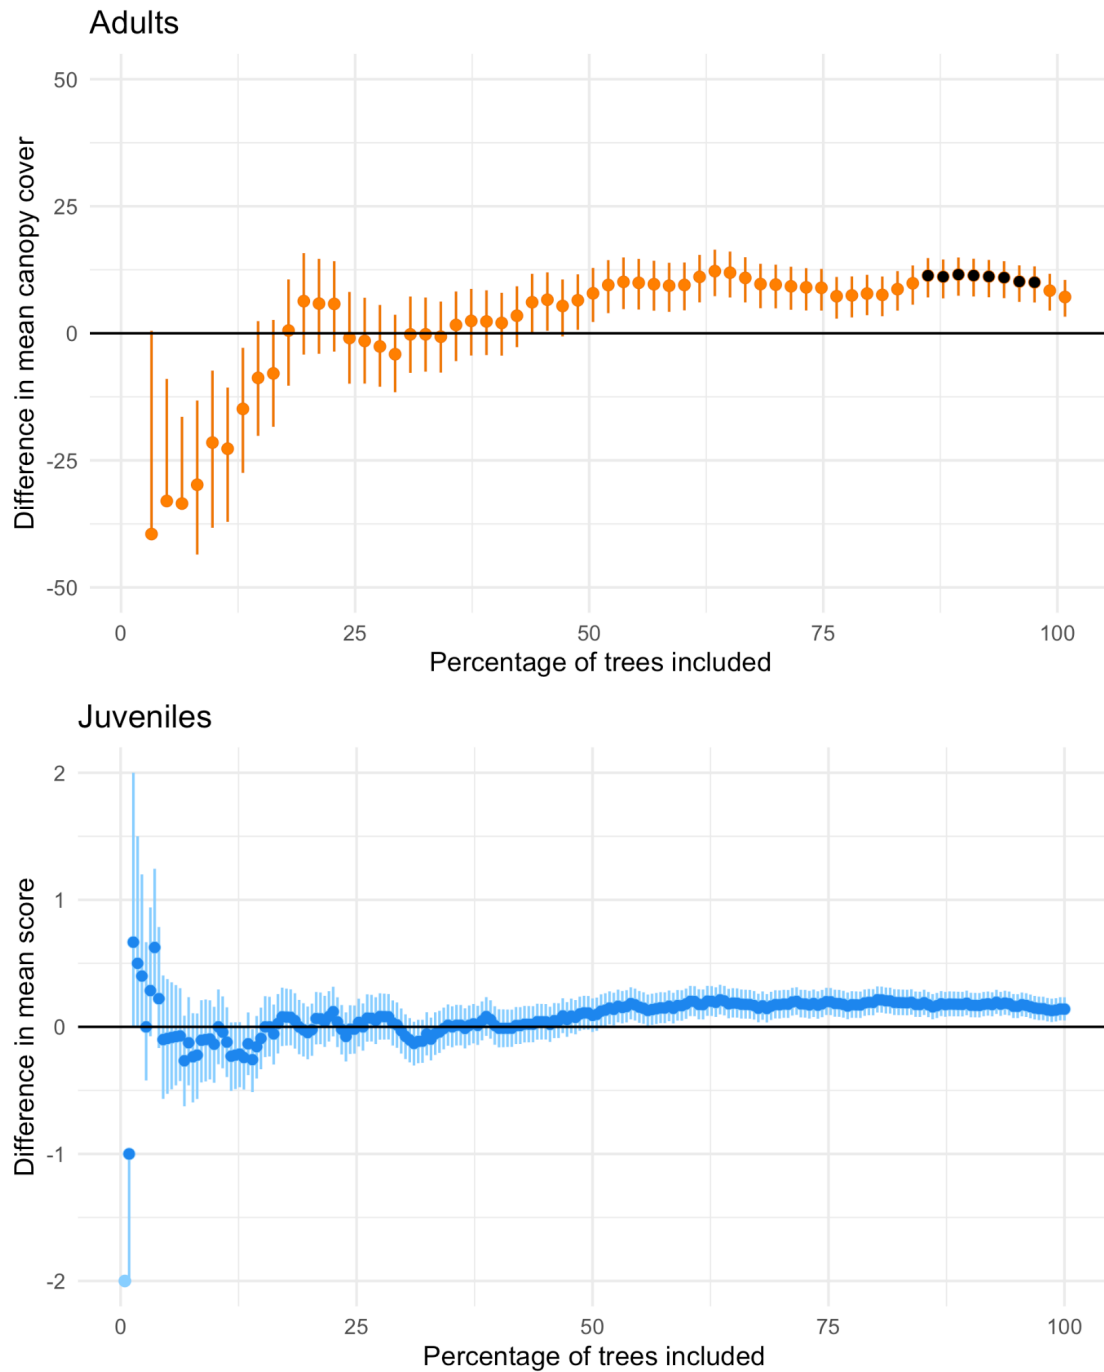 Adults
50
25
0
-25
-50
Difference in mean canopy cover
0 25 50 75 100
Percentage of trees included
Juveniles
2
1
0
-1
-2
Difference in mean score
0 25 50 75 100
Percentage of trees included